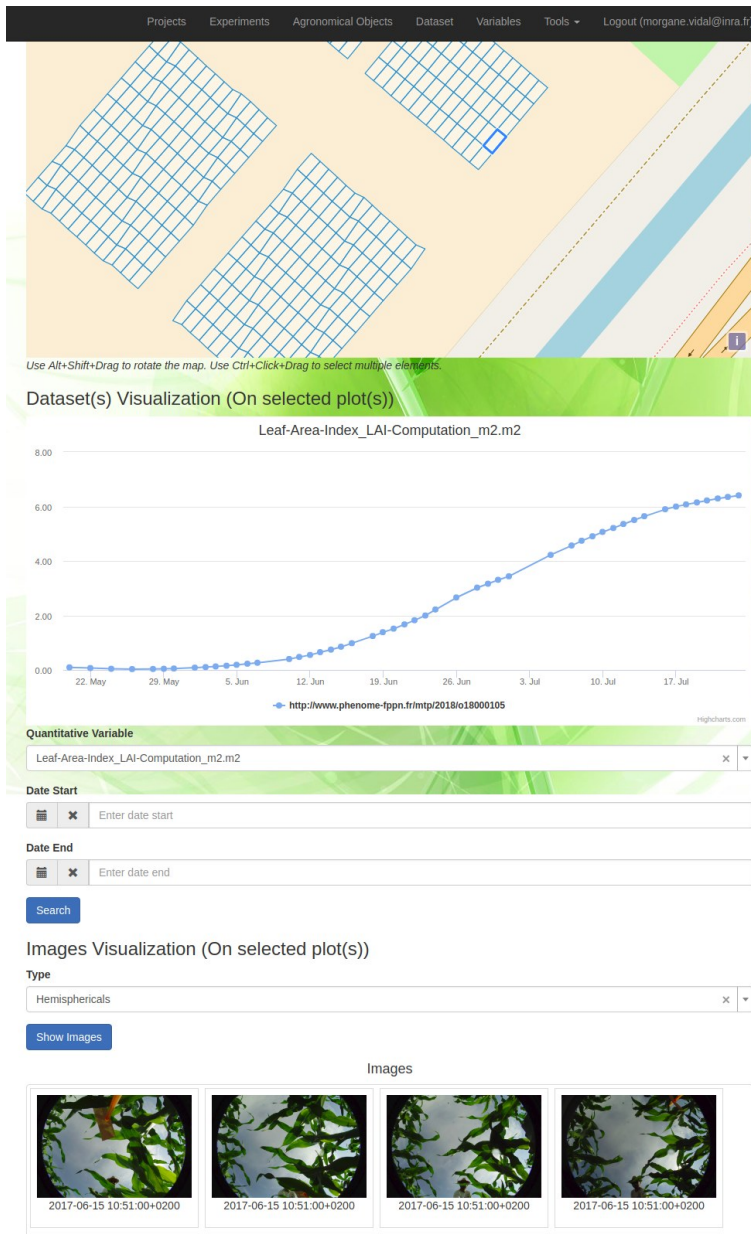 Projects Experiments Agronomical Objects Dataset Variables Tools Logout (morgane.vidal@inra.fr
i
Use Alt+Shift+Drag to rotate the map. Use Ctrl+Click+Drag to select multiple elements.
Dataset(s) Visualization (On selected plot(s))
Leaf-Area-Index_LAI-Computation_m2.m2
8.00
6.00
4.00
2.00
0.00
22. May 29. May 5. Jun 12. Jun 19. Jun 26. Jun 3. Jul 10. Jul 17. Jul
http://www.phenome-fppn.fr/mtp/2018/o18000105
Highcharts.com
Quantitative Variable
Leaf-Area-Index_LAI-Computation_m2.m2
Date Start
Enter date start
Date End
Enter date end
Search
Images Visualization (On selected plot(s))
Type
Hemisphericals
Show Images
Images
2017-06-15 10:51:00+0200 2017-06-15 10:51:00+0200 2017-06-15 10:51:00+0200 2017-06-15 10:51:00+0200